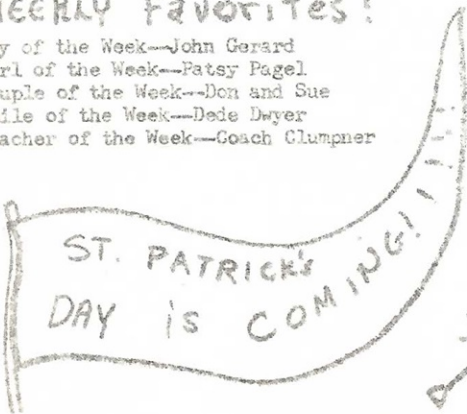 WEEKLY FAVORITES!
y of the Week--John Gerard
rl of the Week--Patsy Pagel
uple of the Week--Don and Sue
ile of the Week--Dede Dwyer
acher of the Week--Coach Clumpner
ST. PATRICK'S
DAY is COMING!!!